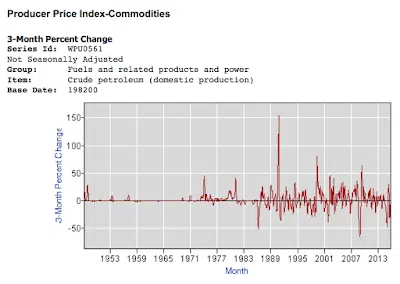 Producer Price Index-Commodities
3-Month Percent Change
Series Id: WPU0561
Not Seasonally Adjusted
Group: Fuels and related products and power
Item: Crude petroleum (domestic production)
Base Date: 198200
3-Month Percent Change
150
100
50
0
-50
1953 1959 1965 1971 1977 1983 1989 1995 2001 2007 2013
Month